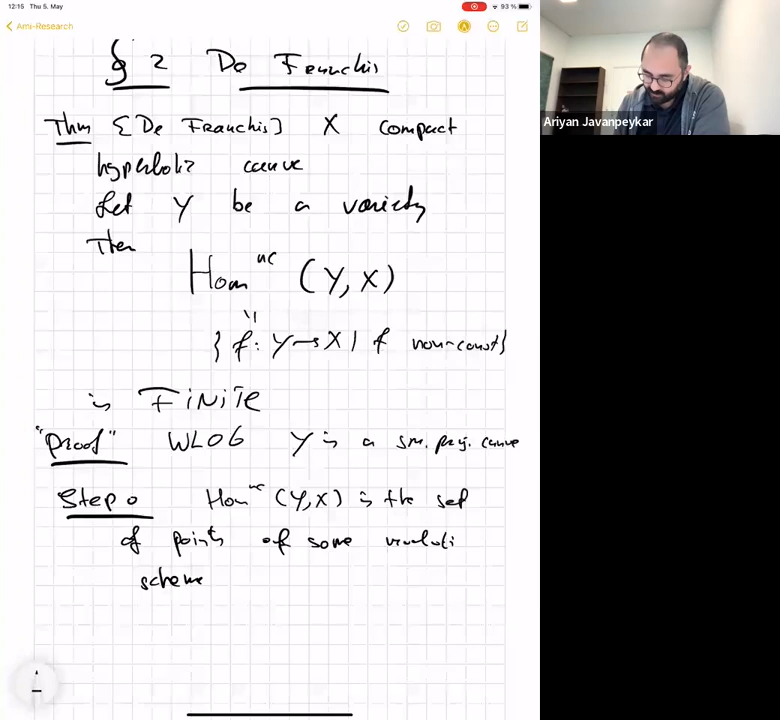 12:15 Thu 5. May
93 %
Ami-Research
§ 2 De Franchis
Thm [De Franchis] X compact
hyperbolic curve
Let Y be a variety
Then
Hom^nc (Y, X)
"
{ f: Y → X | f non-const }
is FINITE
"Proof" WLOG Y is a sm. proj. curve
Step 0 Hom^nc (Y, X) is the set
of points of some
scheme
Ariyan Javanpeykar